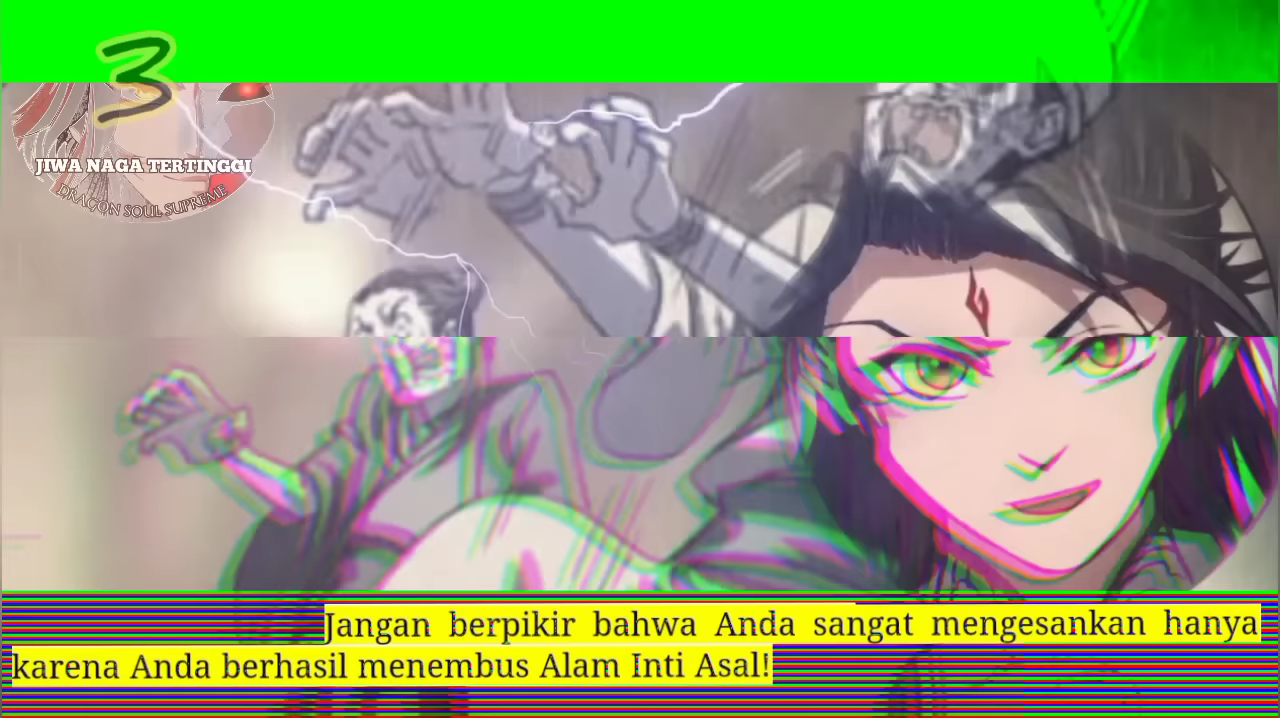 3
JIWA NAGA TERTINGGI
DRAGON SOUL SUPREME
Jangan berpikir bahwa Anda sangat mengesankan hanya
karena Anda berhasil menembus Alam Inti Asal!